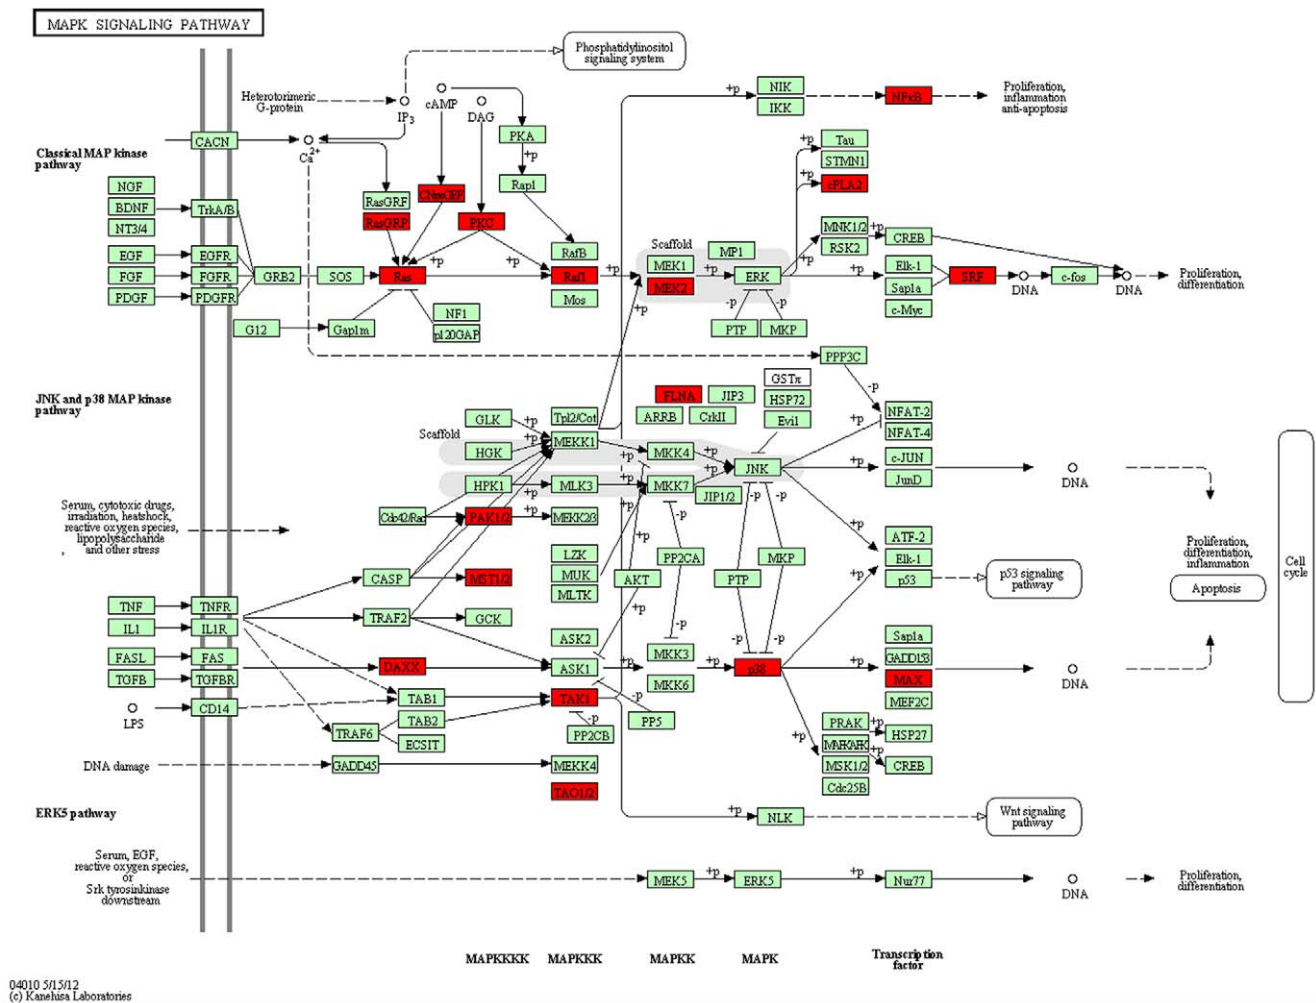 MAPK SIGNALING PATHWAY
Phosphatidylinositol
signaling system
Heterotorimeric
G-protein
IP3
cAMP
DAG
NIK
IKK
+p
NFκB
Proliferation,
inflammation
anti-apoptosis
CACN
Ca2+
PKA
+p
Rap1
Tau
STMN1
cPLA2
+p
+p
Classical MAP kinase
pathway
NGF
BDNF
NT3/4
TrkA/B
RasGRF
RasGRP
CNrasGEF
PKC
RafB
Scaffold
MP1
MNK1/2
RSK2
+p
CREB
EGF
EGFR
FGF
FGFR
PDGF
PDGFR
GRB2
SOS
Ras
+p
+p
Raf1
+p
+p
Mos
MEK1
MEK2
+p
ERK
+p
+p
Elk-1
Sap1a
c-Myc
SRF
DNA
c-fos
DNA
Proliferation,
differentiation
G12
Gap1m
NF1
p120GAP
+p
-p
-p
PTP
MKP
PPP3C
-p
JNK and p38 MAP kinase
pathway
Scaffold
GLK
HGK
HPK1
+p
+p
+p
Tpl2/Cot
MEKK1
MLK3
MEKK2/3
FLNA
JIP3
ARRB
CrkII
GSTπ
HSP72
Evi1
MKK4
MKK7
+p
+p
JNK
JIP1/2
+p
+p
+p
NFAT-2
NFAT-4
c-JUN
JunD
DNA
Serum, cytotoxic drugs,
irradiation, heatshock,
reactive oxygen species,
lipopolysaccharide
and other stress
Cdc42/Rac
PAK1/2
+p
LZK
MUK
MLTK
-p
+p
PP2CA
-p
-p
-p
MKP
PTP
AKT
+p
-p
-p
ATF-2
Elk-1
p53
p53 signaling
pathway
Proliferation,
differentiation,
inflammation
Apoptosis
Cell
cycle
CASP
MST1/2
TNF
TNFR
IL1
IL1R
FASL
FAS
TGFB
TGFBR
LPS
CD14
TRAF2
GCK
ASK2
ASK1
+p
MKK3
MKK6
+p
p38
+p
Sap1a
GADD153
MAX
MEF2C
DNA
DAXX
TAB1
TAB2
ECSIT
TRAF6
TAK1
-p
-p
PP5
PP2CB
PRAK
MAPKAPK
MSK1/2
Cdc25B
+p
+p
+p
HSP27
CREB
DNA damage
GADD45
MEKK4
TAO1/2
ERK5 pathway
+p
NLK
Wnt signaling
pathway
Serum, EGF,
reactive oxygen species,
or
Srk tyrosinkinase
downstream
MEK5
+p
ERK5
+p
Nur77
DNA
Proliferation,
differentiation
MAPKKKK
MAPKKK
MAPKK
MAPK
Transcription
factor
04010 5/15/12
(c) Kanehisa Laboratories